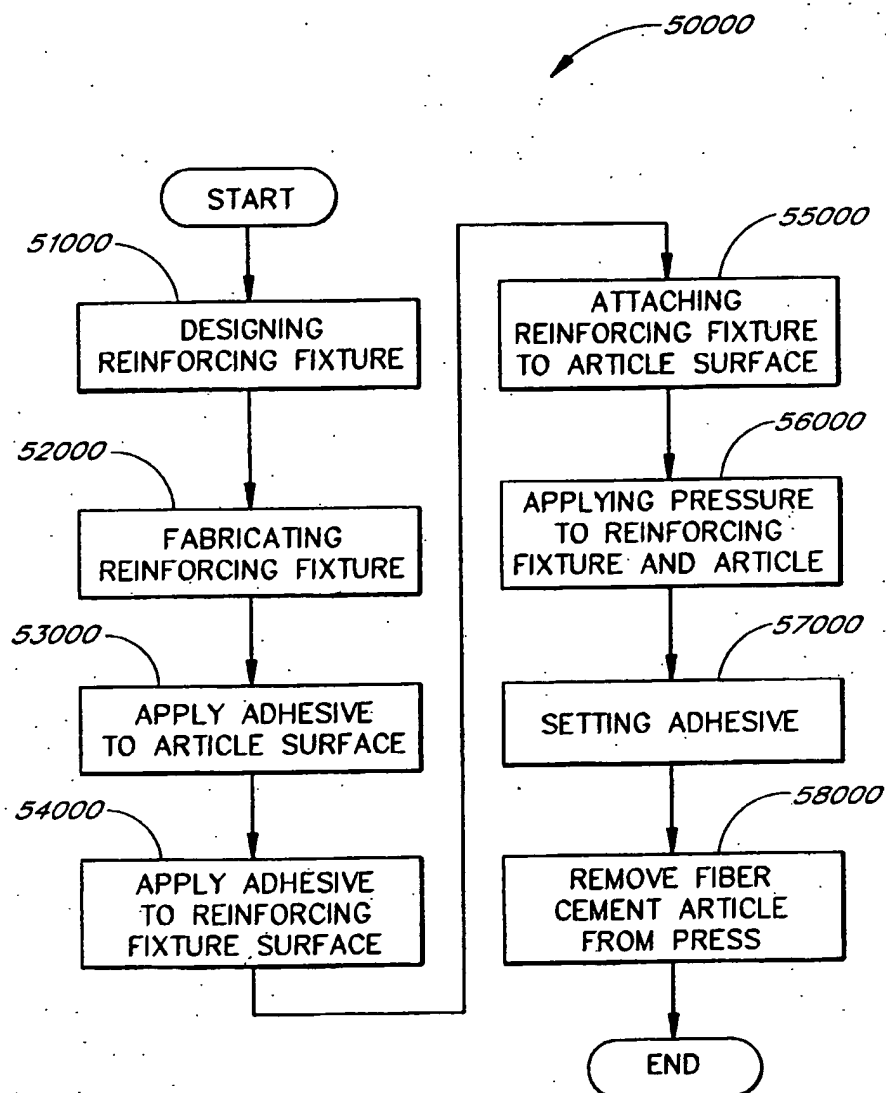 50000
START
51000
DESIGNING
REINFORCING FIXTURE
52000
FABRICATING
REINFORCING FIXTURE
53000
APPLY ADHESIVE
TO ARTICLE SURFACE
54000
APPLY ADHESIVE
TO REINFORCING
FIXTURE SURFACE
55000
ATTACHING
REINFORCING FIXTURE
TO ARTICLE SURFACE
56000
APPLYING PRESSURE
TO REINFORCING
FIXTURE AND ARTICLE
57000
SETTING ADHESIVE
58000
REMOVE FIBER
CEMENT ARTICLE
FROM PRESS
END